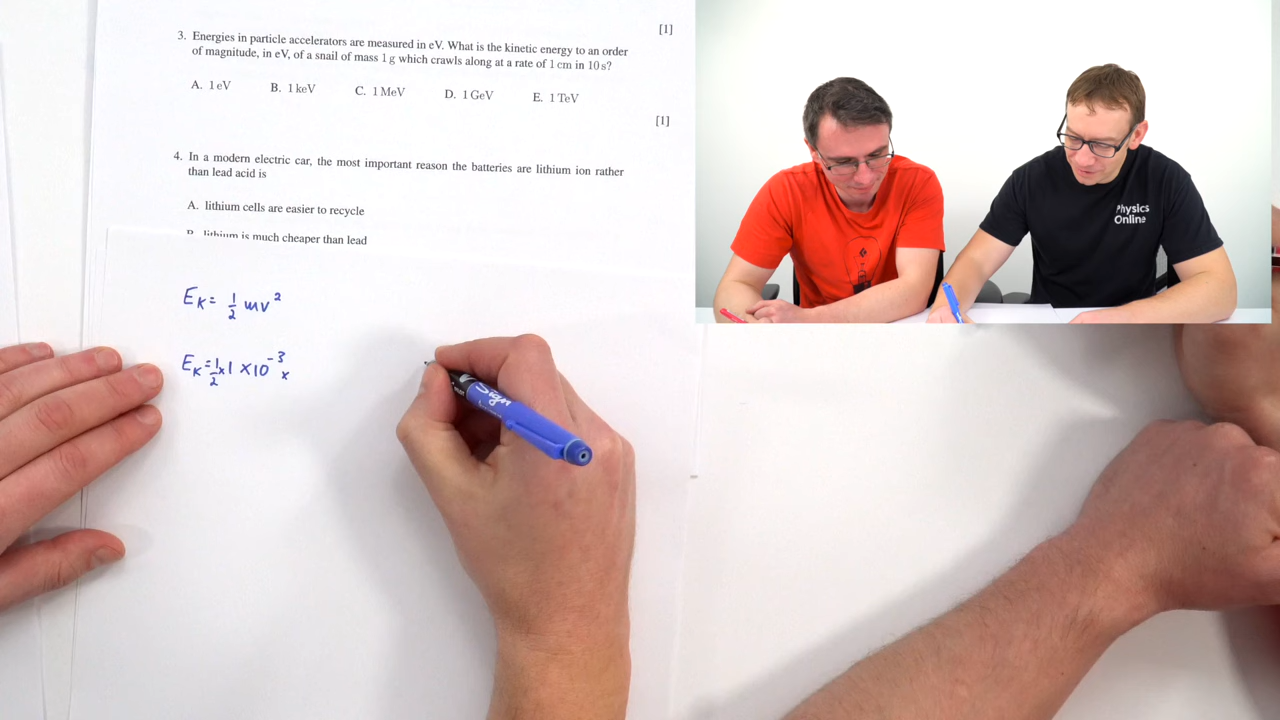 [1]
3. Energies in particle accelerators are measured in eV. What is the kinetic energy to an order
of magnitude, in eV, of a snail of mass 1 g which crawls along at a rate of 1 cm in 10 s?
A. 1 eV B. 1 keV C. 1 MeV D. 1 GeV E. 1 TeV
[1]
4. In a modern electric car, the most important reason the batteries are lithium ion rather
than lead acid is
A. lithium cells are easier to recycle
B. lithium is much cheaper than lead
E_K = 1/2 mv²
E_K = 1/2 x 1 x 10⁻³ x
Sign
Physics
Online